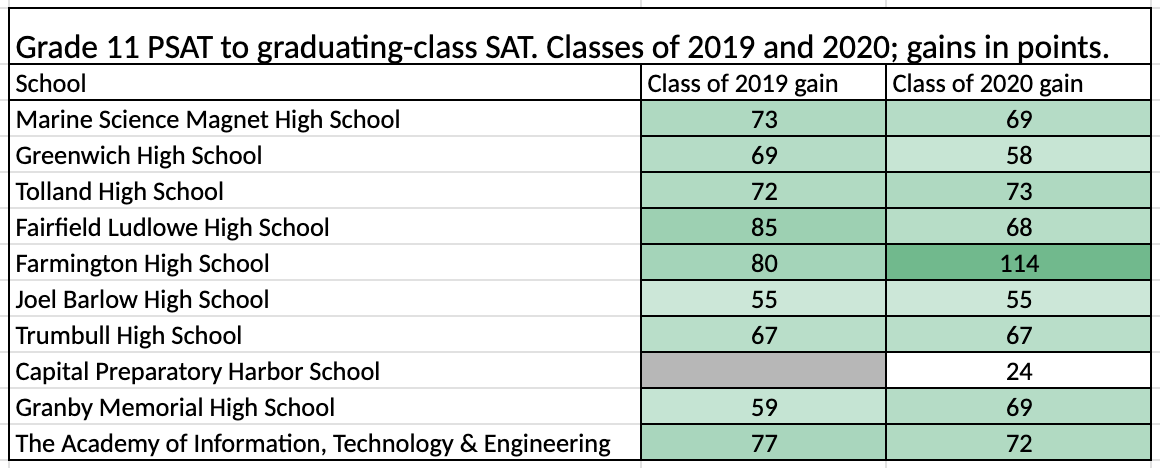 Grade 11 PSAT to graduating-class SAT. Classes of 2019 and 2020; gains in points.
School Class of 2019 gain Class of 2020 gain
Marine Science Magnet High School 73 69
Greenwich High School 69 58
Tolland High School 72 73
Fairfield Ludlowe High School 85 68
Farmington High School 80 114
Joel Barlow High School 55 55
Trumbull High School 67 67
Capital Preparatory Harbor School 24
Granby Memorial High School 59 69
The Academy of Information, Technology & Engineering 77 72